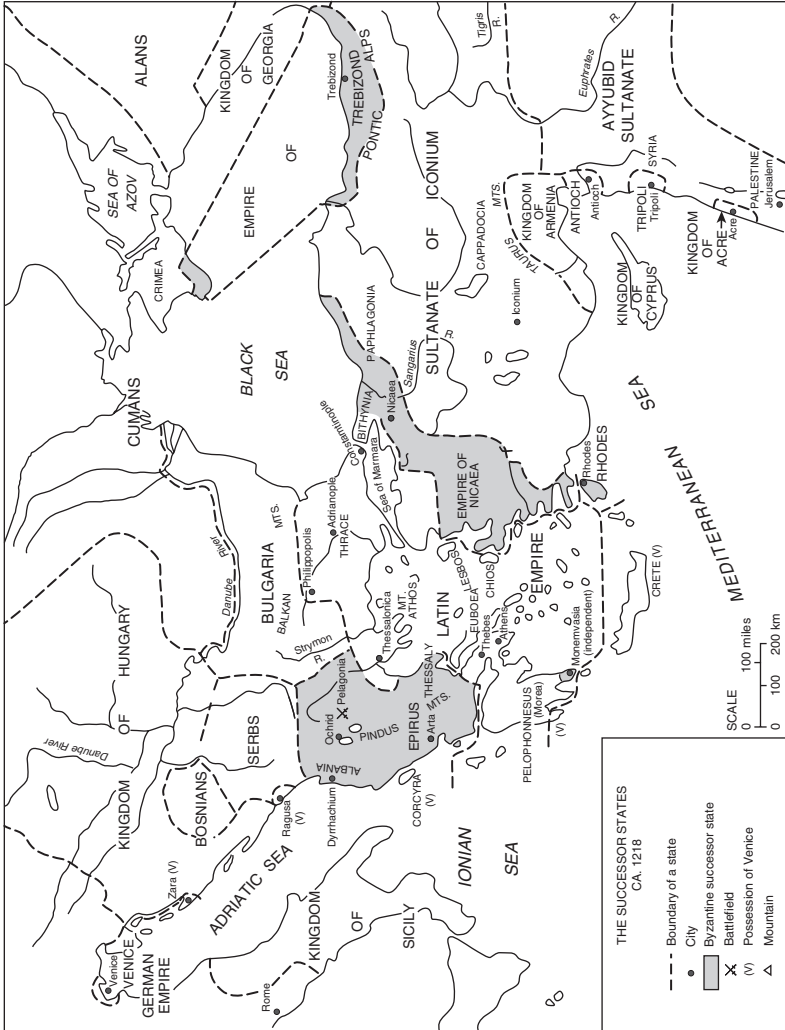 ALANS
KINGDOM
OF
GEORGIA
SEA OF
AZOV
CRIMEA
EMPIRE
OF
TREBIZOND
Trebizond
PONTIC
ALPS
Tigris
R.
Euphrates
R.
AYYUBID
SULTANATE
CUMANS
BLACK
SEA
PAPHLAGONIA
SULTANATE
OF
ICONIUM
CAPPADOCIA
TAURUS
MTS.
KINGDOM
OF
ARMENIA
ANTIOCH
Antioch
SYRIA
TRIPOLI
Tripoli
KINGDOM
OF
ACRE
Acre
PALESTINE
Jerusalem
KINGDOM
OF
CYPRUS
Iconium
Sangarius
R.
Nicaea
BITHYNIA
Constantinople
Sea of Marmara
EMPIRE OF
NICAEA
Rhodes
RHODES
KINGDOM
OF
HUNGARY
Danube River
Danube
River
BULGARIA
BALKAN
MTS.
Philippopolis
Adrianople
THRACE
Strymon
R.
Thessalonica
MT.
ATHOS
LATIN
EMPIRE
LESBOS
CHIOS
EUBOEA
Thebes
Athens
Monemvasia
(independent)
CRETE (V)
MEDITERRANEAN
SEA
BOSNIANS
SERBS
Ragusa
(V)
Zara (V)
Ochrid
Pelagonia
PINDUS
MTS.
ALBANIA
Dyrrhachium
EPIRUS
Arta
THESSALY
CORCYRA
(V)
PELOPHONNESUS
(Morea)
(V)
Venice
VENICE
GERMAN
EMPIRE
ADRIATIC SEA
Rome
KINGDOM
OF
SICILY
IONIAN
SEA
THE SUCCESSOR STATES
CA. 1218
Boundary of a state
City
Byzantine successor state
Battlefield
(V) Possession of Venice
Mountain
SCALE
0 100 miles
0 100 200 km